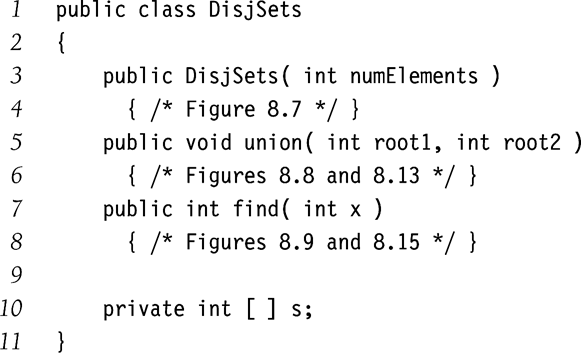 1 public class DisjSets
2 {
3 public DisjSets( int numElements )
4 { /* Figure 8.7 */ }
5 public void union( int root1, int root2 )
6 { /* Figures 8.8 and 8.13 */ }
7 public int find( int x )
8 { /* Figures 8.9 and 8.15 */ }
9
10 private int [ ] s;
11 }